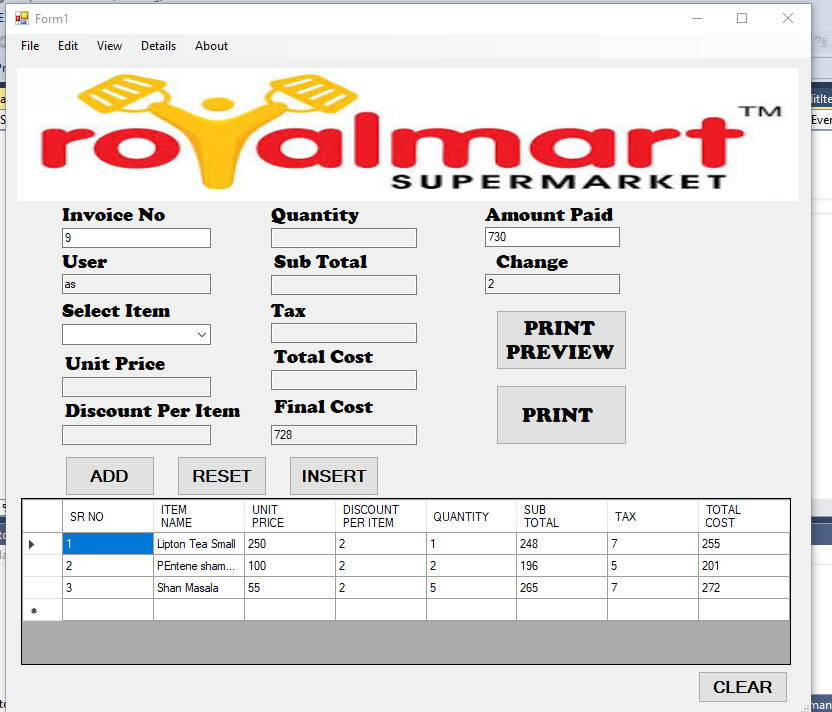 Form1
File Edit View Details About
royalmart ™
SUPERMARKET
Invoice No Quantity Amount Paid
9 730
User Sub Total Change
as 2
Select Item Tax
PRINT PREVIEW
Unit Price Total Cost
Discount Per Item Final Cost
PRINT
728
ADD RESET INSERT
SR NO ITEM NAME UNIT PRICE DISCOUNT PER ITEM QUANTITY SUB TOTAL TAX TOTAL COST
1 Lipton Tea Small 250 2 1 248 7 255
2 PEntene sham... 100 2 2 196 5 201
3 Shan Masala 55 2 5 265 7 272
CLEAR